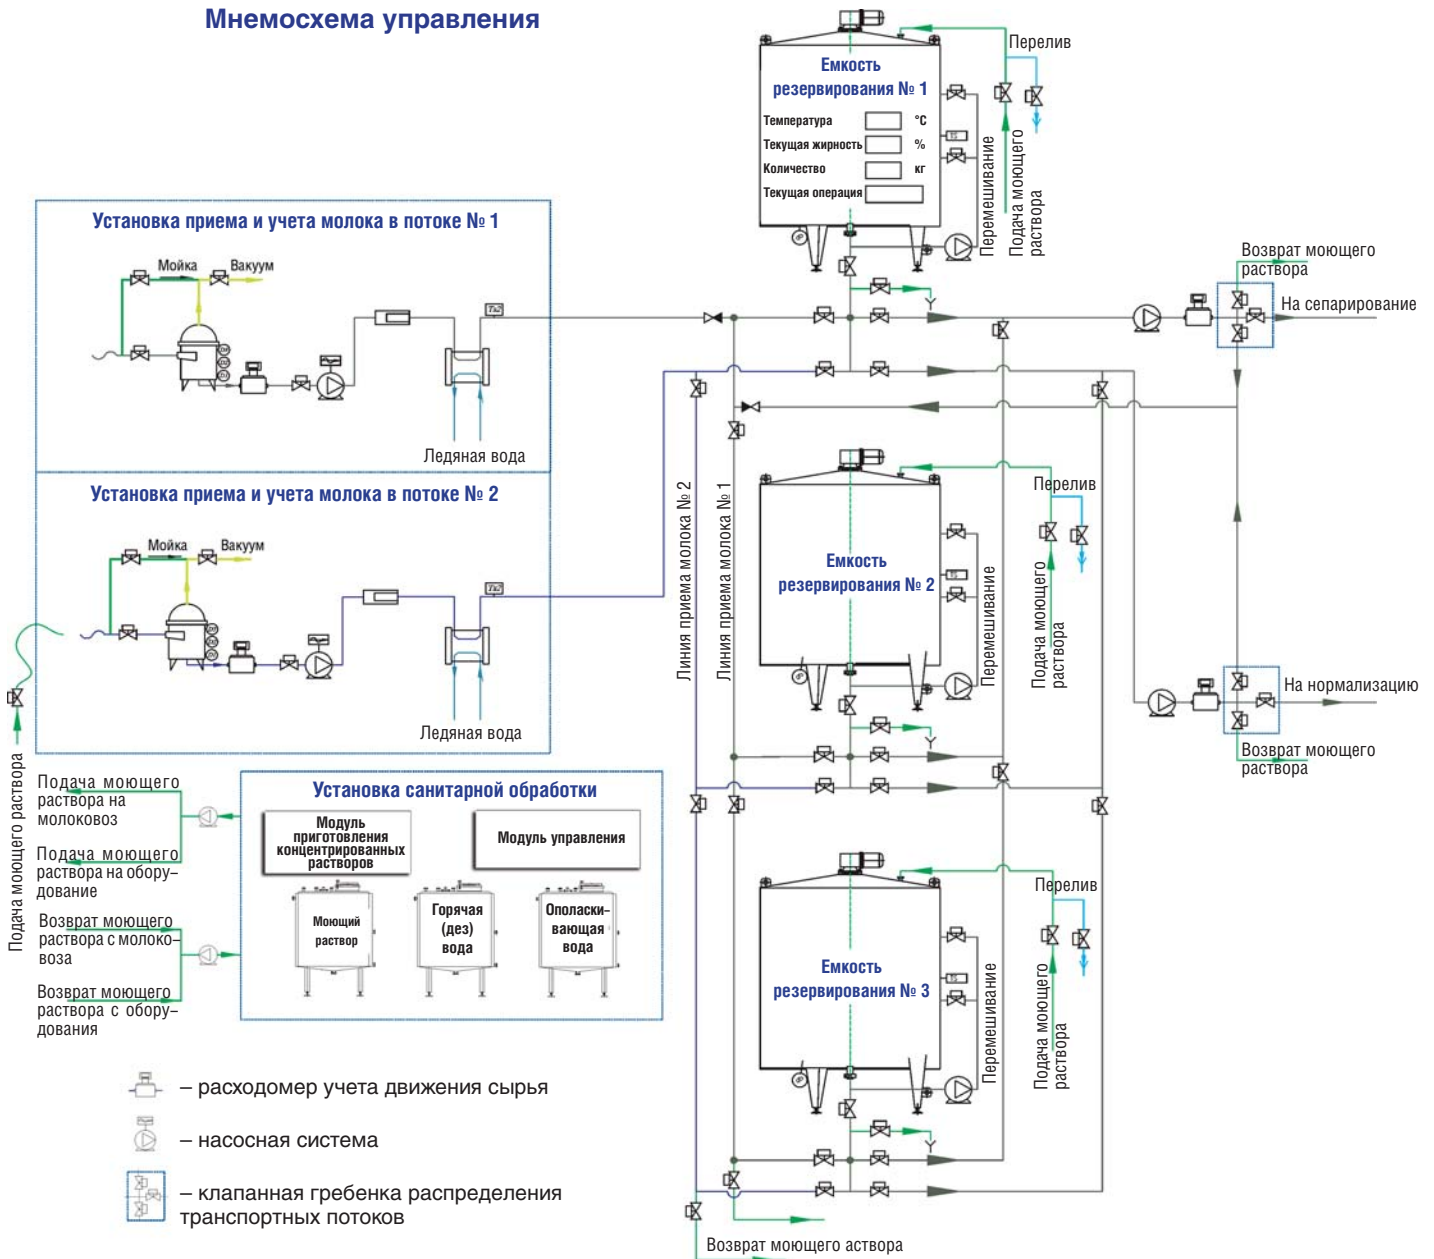 Мнемосхема управления
Перелив
Емкость
резервирования № 1
Температура °С
Текущая жирность %
Количество кг
Текущая операция
Перемешивание
Подача моющего
раствора
Установка приема и учета молока в потоке № 1
Мойка
Вакуум
Ледяная вода
Возврат моющего
раствора
На сепарирование
Установка приема и учета молока в потоке № 2
Мойка
Вакуум
Ледяная вода
Линия приема молока № 2
Линия приема молока № 1
Перелив
Емкость
резервирования № 2
Перемешивание
Подача моющего
раствора
На нормализацию
Возврат моющего
раствора
Подача моющего раствора
Подача моющего
раствора на
молоковоз
Подача моющего
раствора на обору–
дование
Возврат моющего
раствора с молоко–
воза
Возврат моющего
раствора с обору–
дования
Установка санитарной обработки
Модуль
приготовления
концентрированных
растворов
Модуль управления
Моющий
раствор
Горячая
(дез)
вода
Ополаски-
вающая
вода
Перелив
Емкость
резервирования № 3
Перемешивание
Подача моющего
раствора
– расходомер учета движения сырья
– насосная система
– клапанная гребенка распределения
транспортных потоков
Возврат моющего аствора